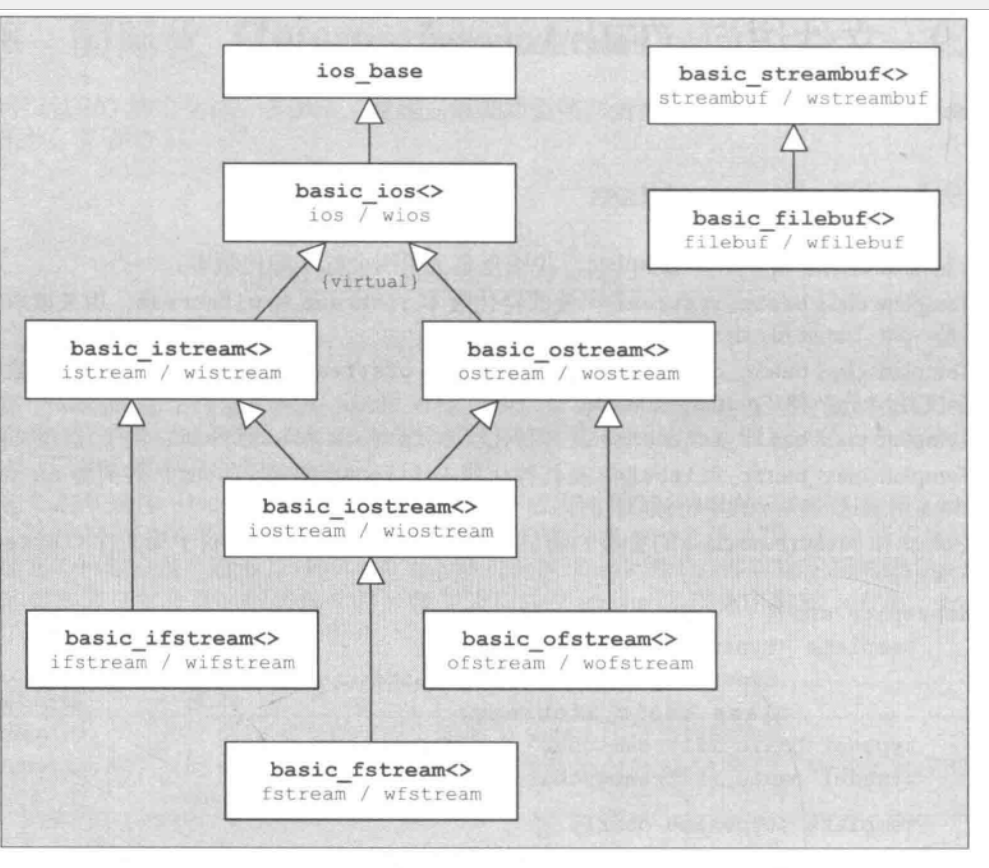 ios_base
basic_streambuf<>
streambuf / wstreambuf
basic_ios<>
ios / wios
basic_filebuf<>
filebuf / wfilebuf
{virtual}
basic_istream<>
istream / wistream
basic_ostream<>
ostream / wostream
basic_iostream<>
iostream / wiostream
basic_ifstream<>
ifstream / wifstream
basic_ofstream<>
ofstream / wofstream
basic_fstream<>
fstream / wfstream